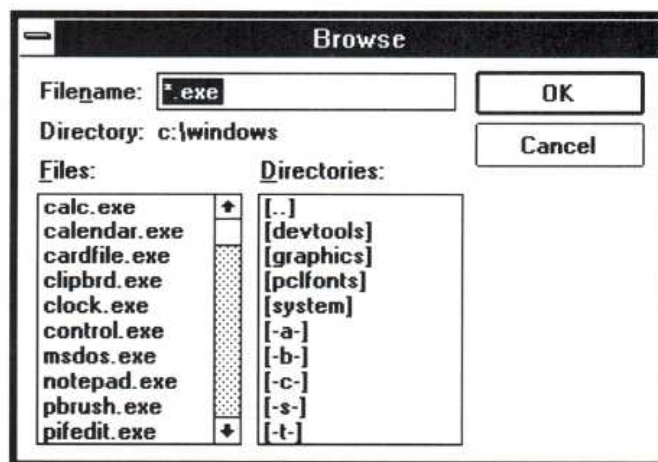 Browse
Filename: *.exe
OK
Directory: c:\windows
Cancel
Files:
Directories:
calc.exe
calendar.exe
cardfile.exe
clipbrd.exe
clock.exe
control.exe
msdos.exe
notepad.exe
pbrush.exe
pifedit.exe
[..]
[devtools]
[graphics]
[pclfonts]
[system]
[-a-]
[-b-]
[-c-]
[-s-]
[-t-]